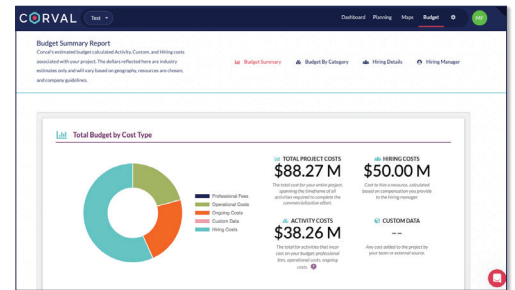 CORVAL
Test
Dashboard Planning Maps Budget
MF
Budget Summary Report
Corval's estimated budget calculated Activity, Custom, and Hiring costs
associated with your project. The dollars reflected here are industry
estimates only and will vary based on geography, resources are chosen,
and company guidelines.
Budget Summary Budget By Category Hiring Details Hiring Manager
Total Budget by Cost Type
Professional Fees
Operational Costs
Ongoing Costs
Custom Data
Hiring Costs
TOTAL PROJECT COSTS
$88.27 M
The total cost for your entire project
spanning the timeframe of all
activities required to complete the
commercialization effort.
HIRING COSTS
$50.00 M
Cost to hire a resource, calculated
based on compensation you provide
to the hiring manager
ACTIVITY COSTS
$38.26 M
The total for activities that incur
cost on your budget: professional
fees, operational costs, ongoing
costs. ?
CUSTOM DATA
--
Any cost added to the project by
your team or external source.